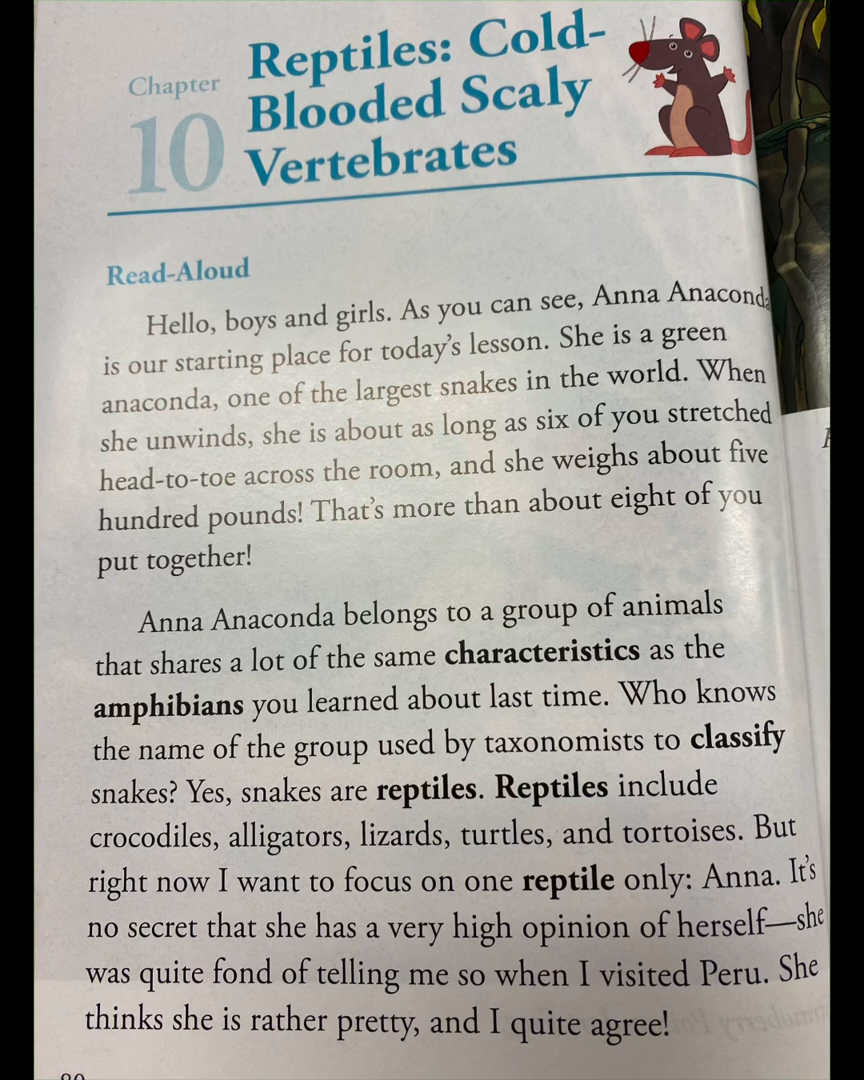 Chapter
10
Reptiles: Cold-
Blooded Scaly
Vertebrates
Read-Aloud
Hello, boys and girls. As you can see, Anna Anaconda
is our starting place for today's lesson. She is a green
anaconda, one of the largest snakes in the world. When
she unwinds, she is about as long as six of you stretched
head-to-toe across the room, and she weighs about five
hundred pounds! That's more than about eight of you
put together!
Anna Anaconda belongs to a group of animals
that shares a lot of the same characteristics as the
amphibians you learned about last time. Who knows
the name of the group used by taxonomists to classify
snakes? Yes, snakes are reptiles. Reptiles include
crocodiles, alligators, lizards, turtles, and tortoises. But
right now I want to focus on one reptile only: Anna. It's
no secret that she has a very high opinion of herself—she
was quite fond of telling me so when I visited Peru. She
thinks she is rather pretty, and I quite agree!